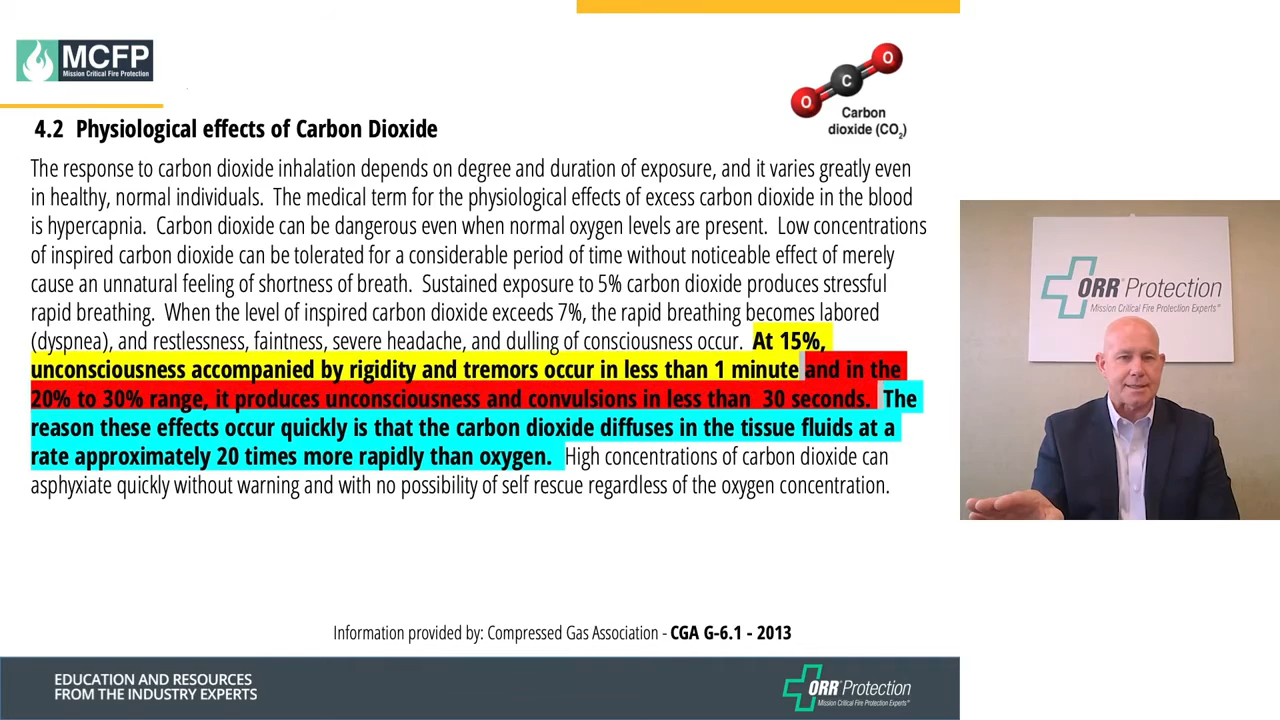 MCFP
Mission Critical Fire Protection
O
C
O
Carbon
dioxide (CO2)
4.2 Physiological effects of Carbon Dioxide
The response to carbon dioxide inhalation depends on degree and duration of exposure, and it varies greatly even
in healthy, normal individuals. The medical term for the physiological effects of excess carbon dioxide in the blood
is hypercapnia. Carbon dioxide can be dangerous even when normal oxygen levels are present. Low concentrations
of inspired carbon dioxide can be tolerated for a considerable period of time without noticeable effect of merely
cause an unnatural feeling of shortness of breath. Sustained exposure to 5% carbon dioxide produces stressful
rapid breathing. When the level of inspired carbon dioxide exceeds 7%, the rapid breathing becomes labored
(dyspnea), and restlessness, faintness, severe headache, and dulling of consciousness occur. At 15%,
unconsciousness accompanied by rigidity and tremors occur in less than 1 minute and in the
20% to 30% range, it produces unconsciousness and convulsions in less than 30 seconds. The
reason these effects occur quickly is that the carbon dioxide diffuses in the tissue fluids at a
rate approximately 20 times more rapidly than oxygen. High concentrations of carbon dioxide can
asphyxiate quickly without warning and with no possibility of self rescue regardless of the oxygen concentration.
Information provided by: Compressed Gas Association - CGA G-6.1 - 2013
EDUCATION AND RESOURCES
FROM THE INDUSTRY EXPERTS
ORR Protection
Mission Critical Fire Protection Experts®
ORR® Protection
Mission Critical Fire Protection Experts®